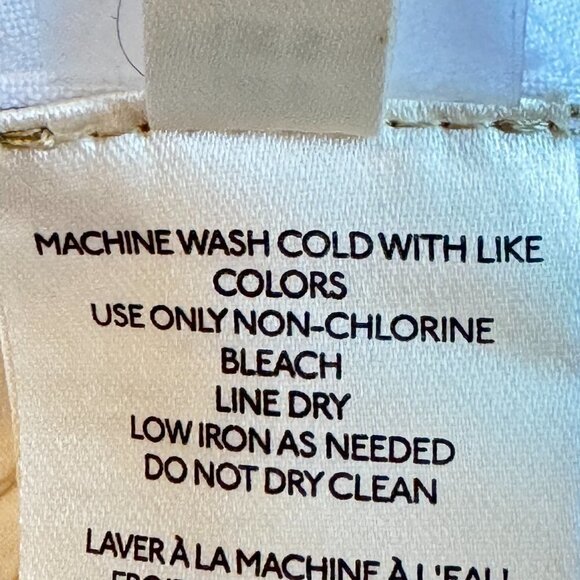 MACHINE WASH COLD WITH LIKE
COLORS
USE ONLY NON-CHLORINE
BLEACH
LINE DRY
LOW IRON AS NEEDED
DO NOT DRY CLEAN
LAVER À LA MACHINE À L'EAU